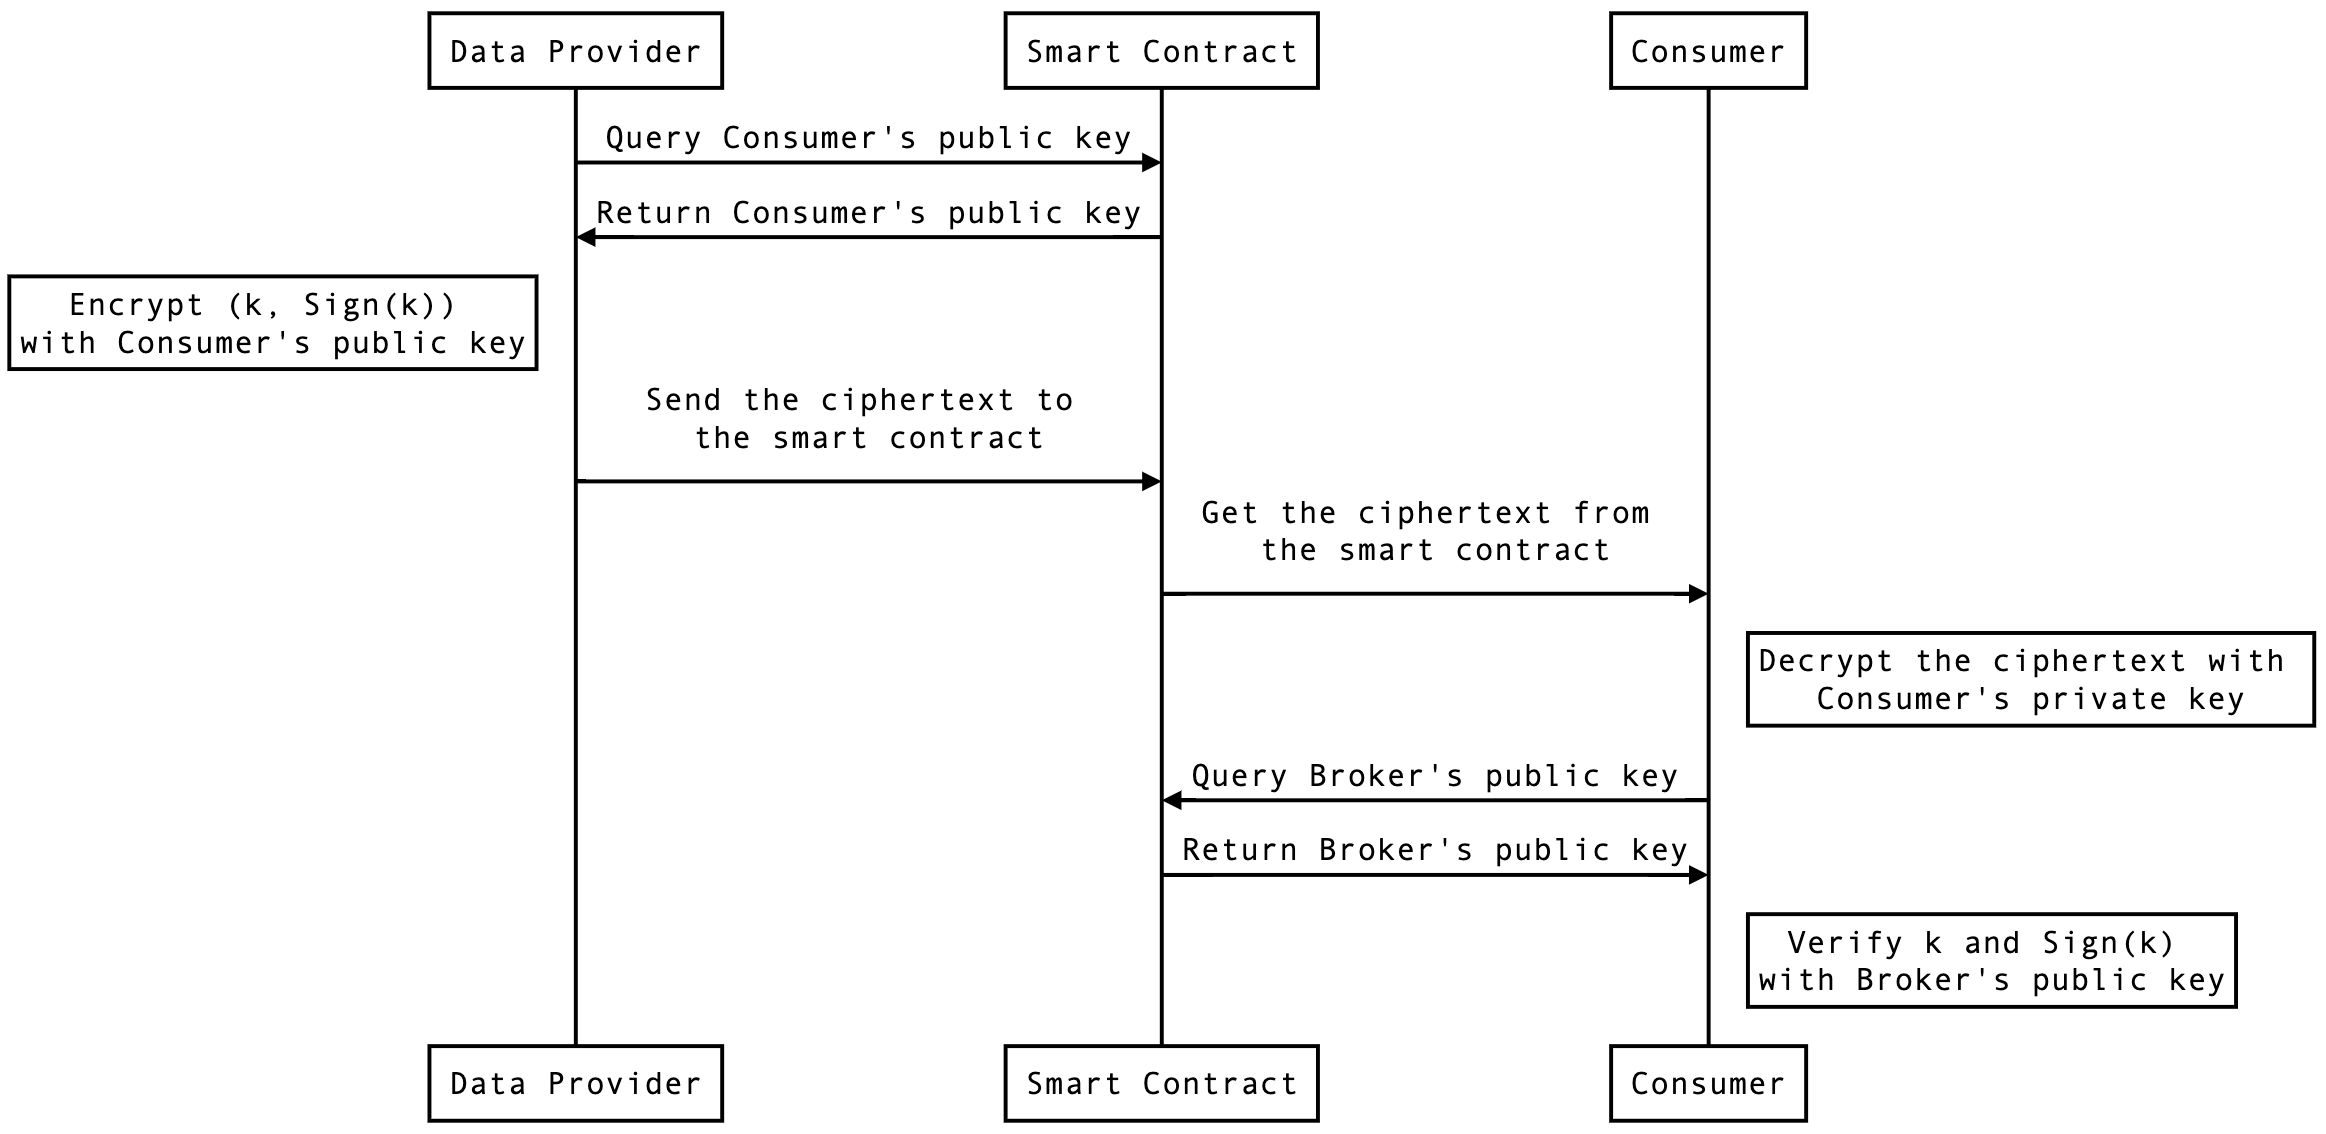 Data Provider
Smart Contract
Consumer
Query Consumer's public key
Return Consumer's public key
Encrypt (k, Sign(k))
with Consumer's public key
Send the ciphertext to
the smart contract
Get the ciphertext from
the smart contract
Decrypt the ciphertext with
Consumer's private key
Query Broker's public key
Return Broker's public key
Verify k and Sign(k)
with Broker's public key
Data Provider
Smart Contract
Consumer